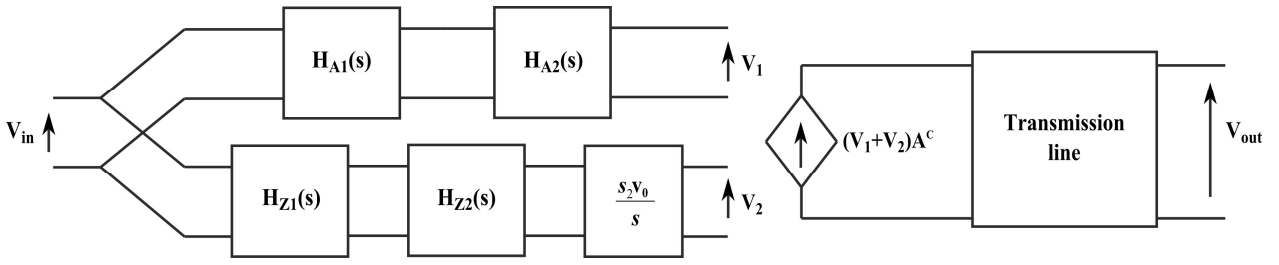 V_in
H_A1(s)
H_A2(s)
V_1
H_Z1(s)
H_Z2(s)
s_2v_0
s
V_2
(V_1+V_2)A^C
Transmission
line
V_out